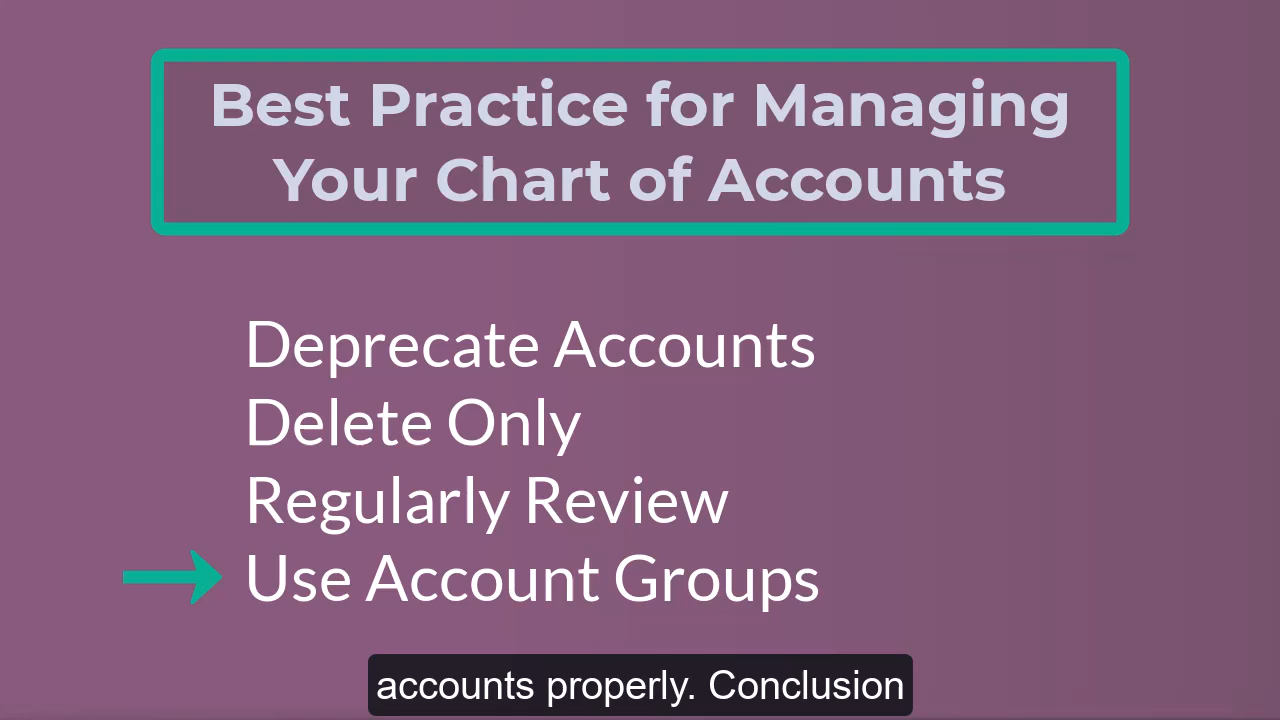 Best Practice for Managing
Your Chart of Accounts
Deprecate Accounts
Delete Only
Regularly Review
Use Account Groups
accounts properly. Conclusion